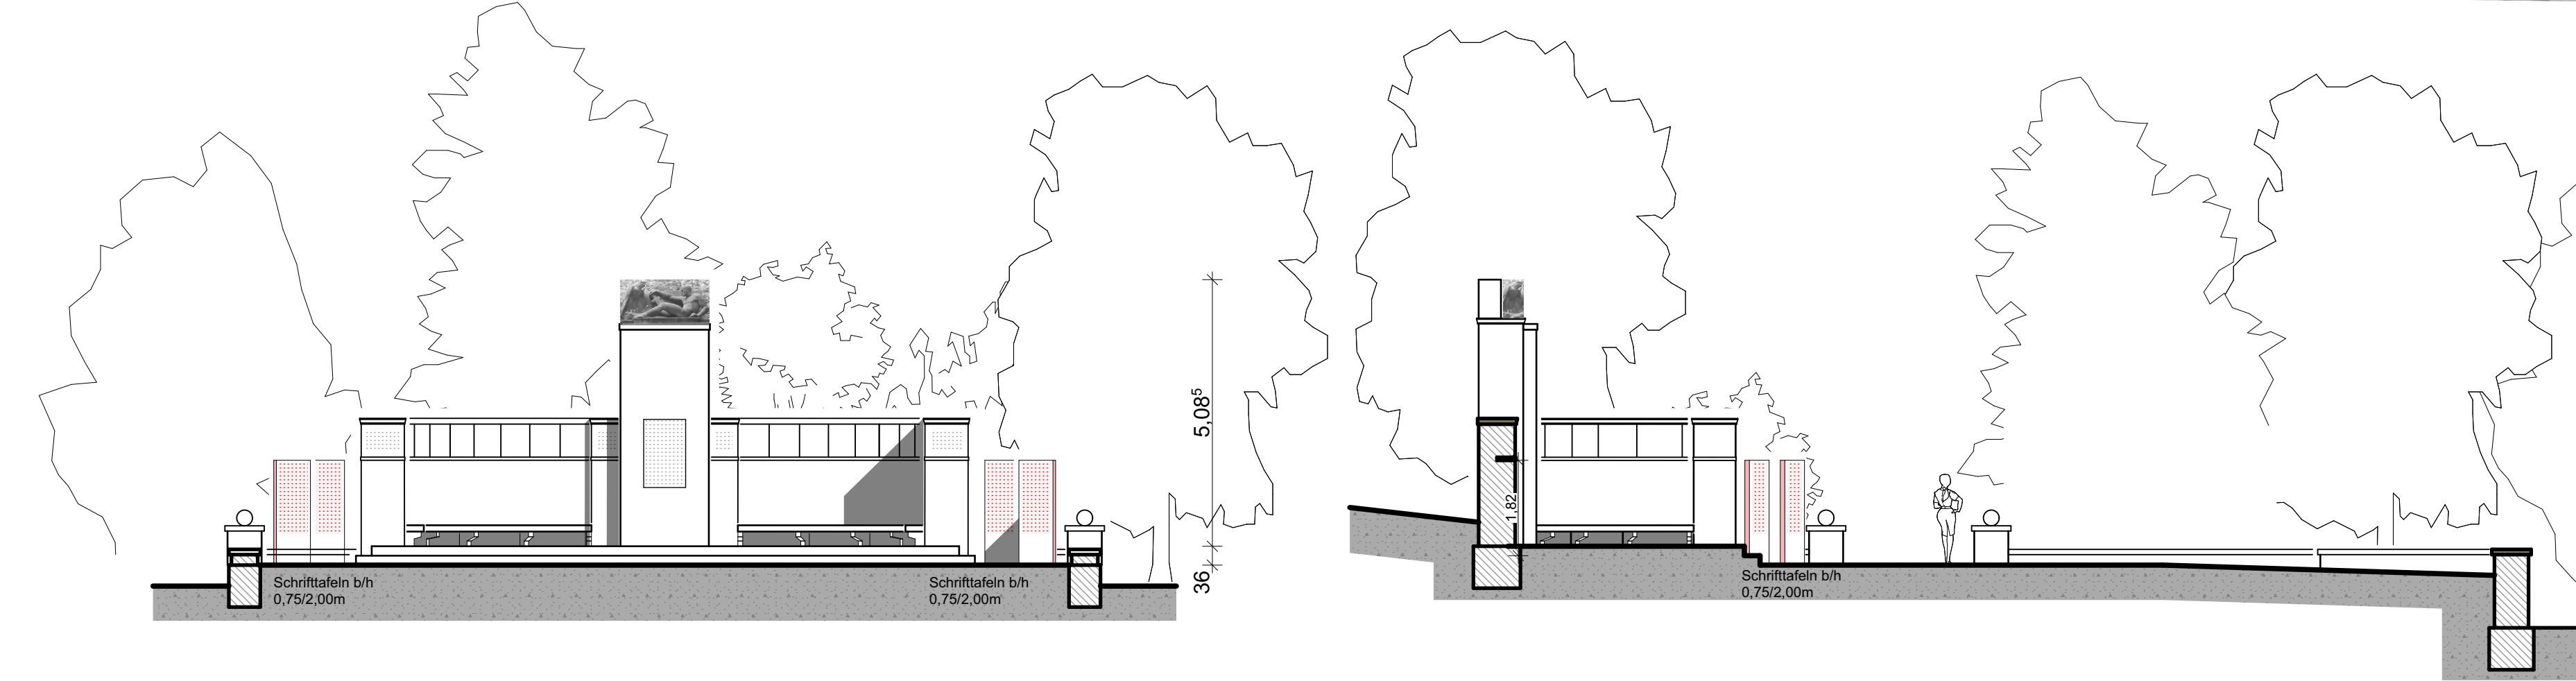 5,08⁵
36
Schrifttafeln b/h
0,75/2,00m
Schrifttafeln b/h
0,75/2,00m
1,82
Schrifttafeln b/h
0,75/2,00m